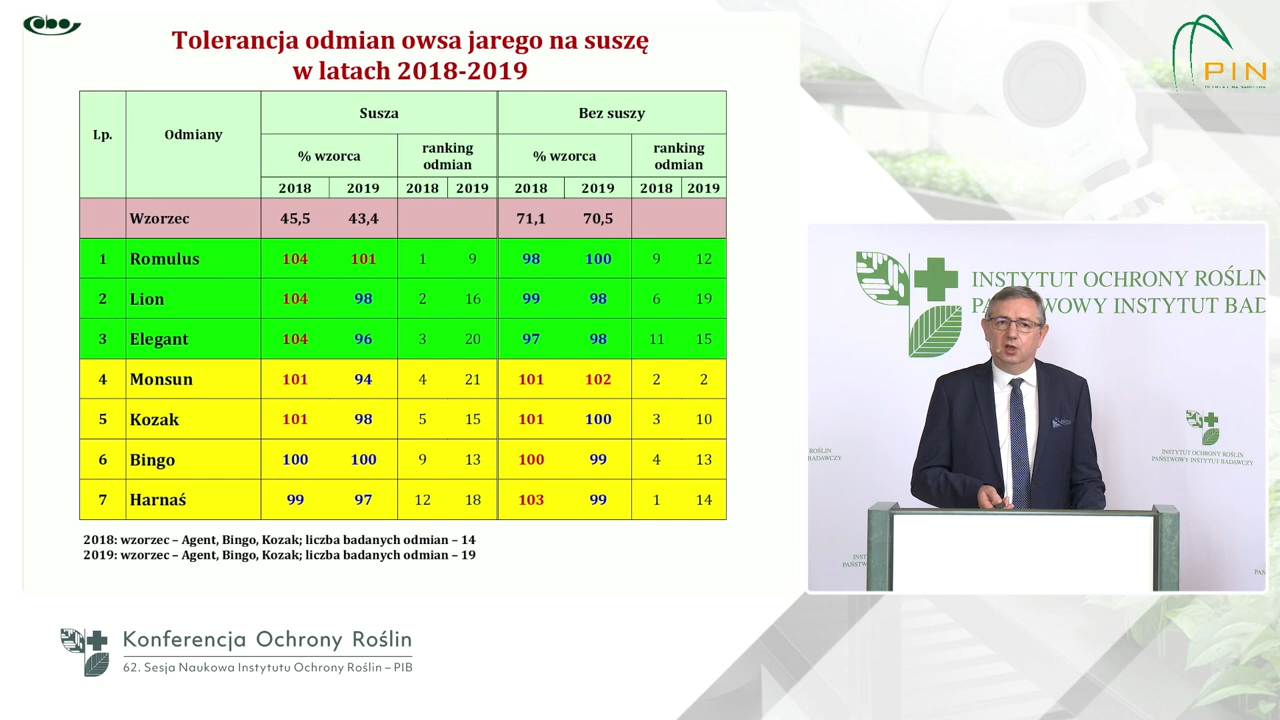 Cobo
PIN
Tolerancja odmian owsa jarego na suszę
w latach 2018-2019
Lp. Odmiany Susza Bez suszy
% wzorca ranking odmian % wzorca ranking odmian
2018 2019 2018 2019 2018 2019 2018 2019
Wzorzec 45,5 43,4 71,1 70,5
1 Romulus 104 101 1 9 98 100 9 12
2 Lion 104 98 2 16 99 98 6 19
3 Elegant 104 96 3 20 97 98 11 15
4 Monsun 101 94 4 21 101 102 2 2
5 Kozak 101 98 5 15 101 100 3 10
6 Bingo 100 100 9 13 100 99 4 13
7 Harnaś 99 97 12 18 103 99 1 14
2018: wzorzec – Agent, Bingo, Kozak; liczba badanych odmian – 14
2019: wzorzec – Agent, Bingo, Kozak; liczba badanych odmian – 19
INSTYTUT OCHRONY ROŚLIN
PAŃSTWOWY INSTYTUT BAD
ROŚLIN
BADAWCZY
INSTYTUT OCHRONY ROŚLIN
PAŃSTWOWY INSTYTUT BADAWCZY
INST
PAŃSTW
Konferencja Ochrony Roślin
62. Sesja Naukowa Instytutu Ochrony Roślin – PIB